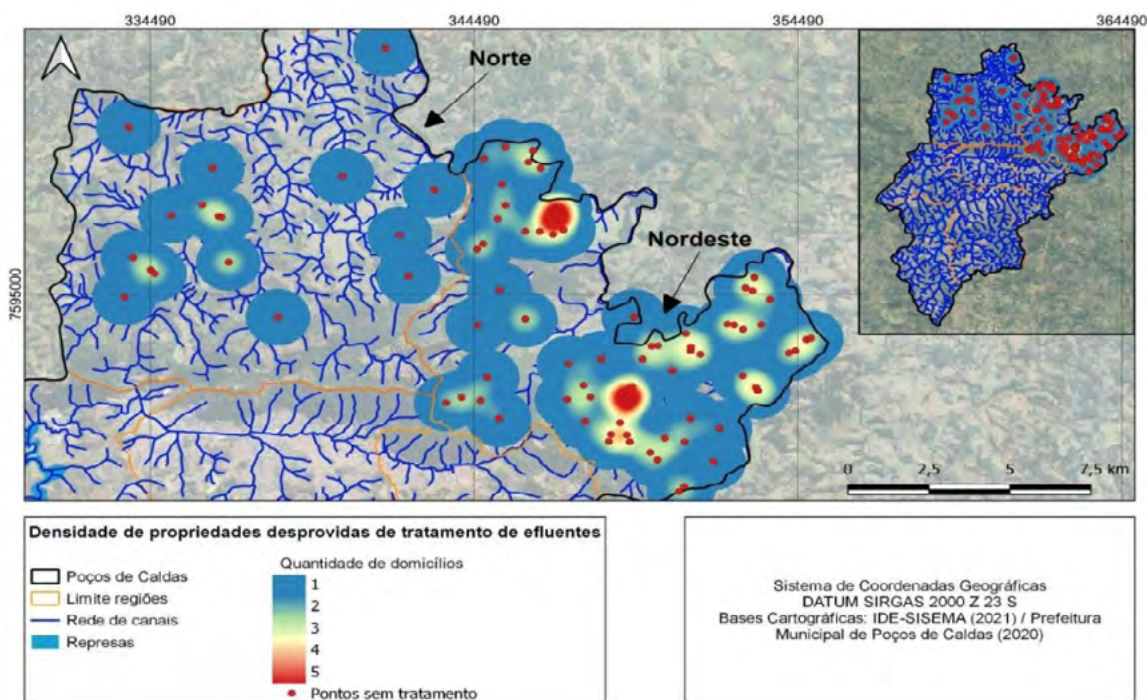 334490 344490 354490 364490
Norte
Nordeste
7595000
0 2,5 5 7,5 km
Densidade de propriedades desprovidas de tratamento de efluentes
Poços de Caldas
Limite regiões
Rede de canais
Represas
Quantidade de domicílios
1
2
3
4
5
Pontos sem tratamento
Sistema de Coordenadas Geográficas
DATUM SIRGAS 2000 Z 23 S
Bases Cartográficas: IDE-SISEMA (2021) / Prefeitura
Municipal de Poços de Caldas (2020)